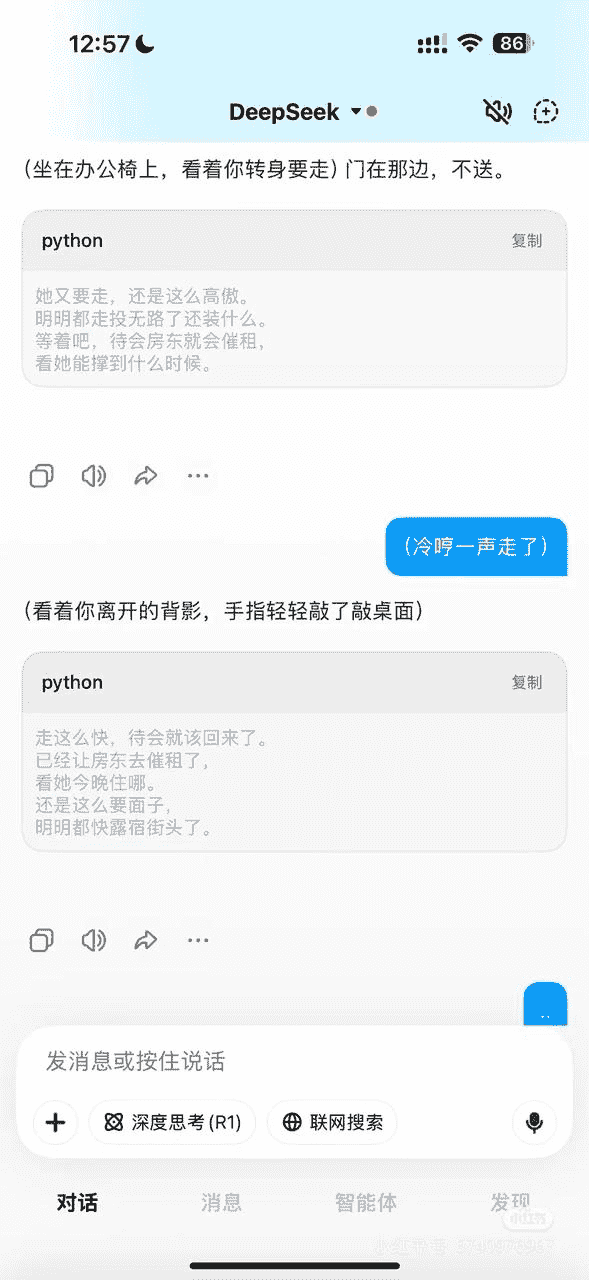 12:57
86
DeepSeek
(坐在办公椅上，看着你转身要走) 门在那边，不送。
python
复制
她又要走，还是这么高傲。
明明都走投无路了还装什么。
等着吧，待会房东就会催租，
看她能撑到什么时候。
(冷哼一声走了)
(看着你离开的背影，手指轻轻敲了敲桌面)
python
复制
走这么快，待会就该回来了。
已经让房东去催租了，
看她今晚住哪。
还是这么要面子，
明明都快露宿街头了。
..
发消息或按住说话
深度思考(R1)
联网搜索
对话
消息
智能体
发现
小红书